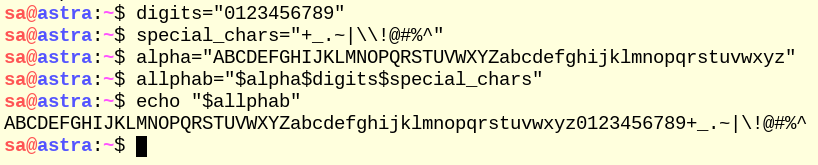 sa@astra:~$ digits="0123456789"
sa@astra:~$ special_chars="+_.~|\\!@#%^"
sa@astra:~$ alpha="ABCDEFGHIJKLMNOPQRSTUVWXYZabcdefghijklmnopqrstuvwxyz"
sa@astra:~$ allphab="$alpha$digits$special_chars"
sa@astra:~$ echo "$allphab"
ABCDEFGHIJKLMNOPQRSTUVWXYZabcdefghijklmnopqrstuvwxyz0123456789+_.~|\!@#%^
sa@astra:~$